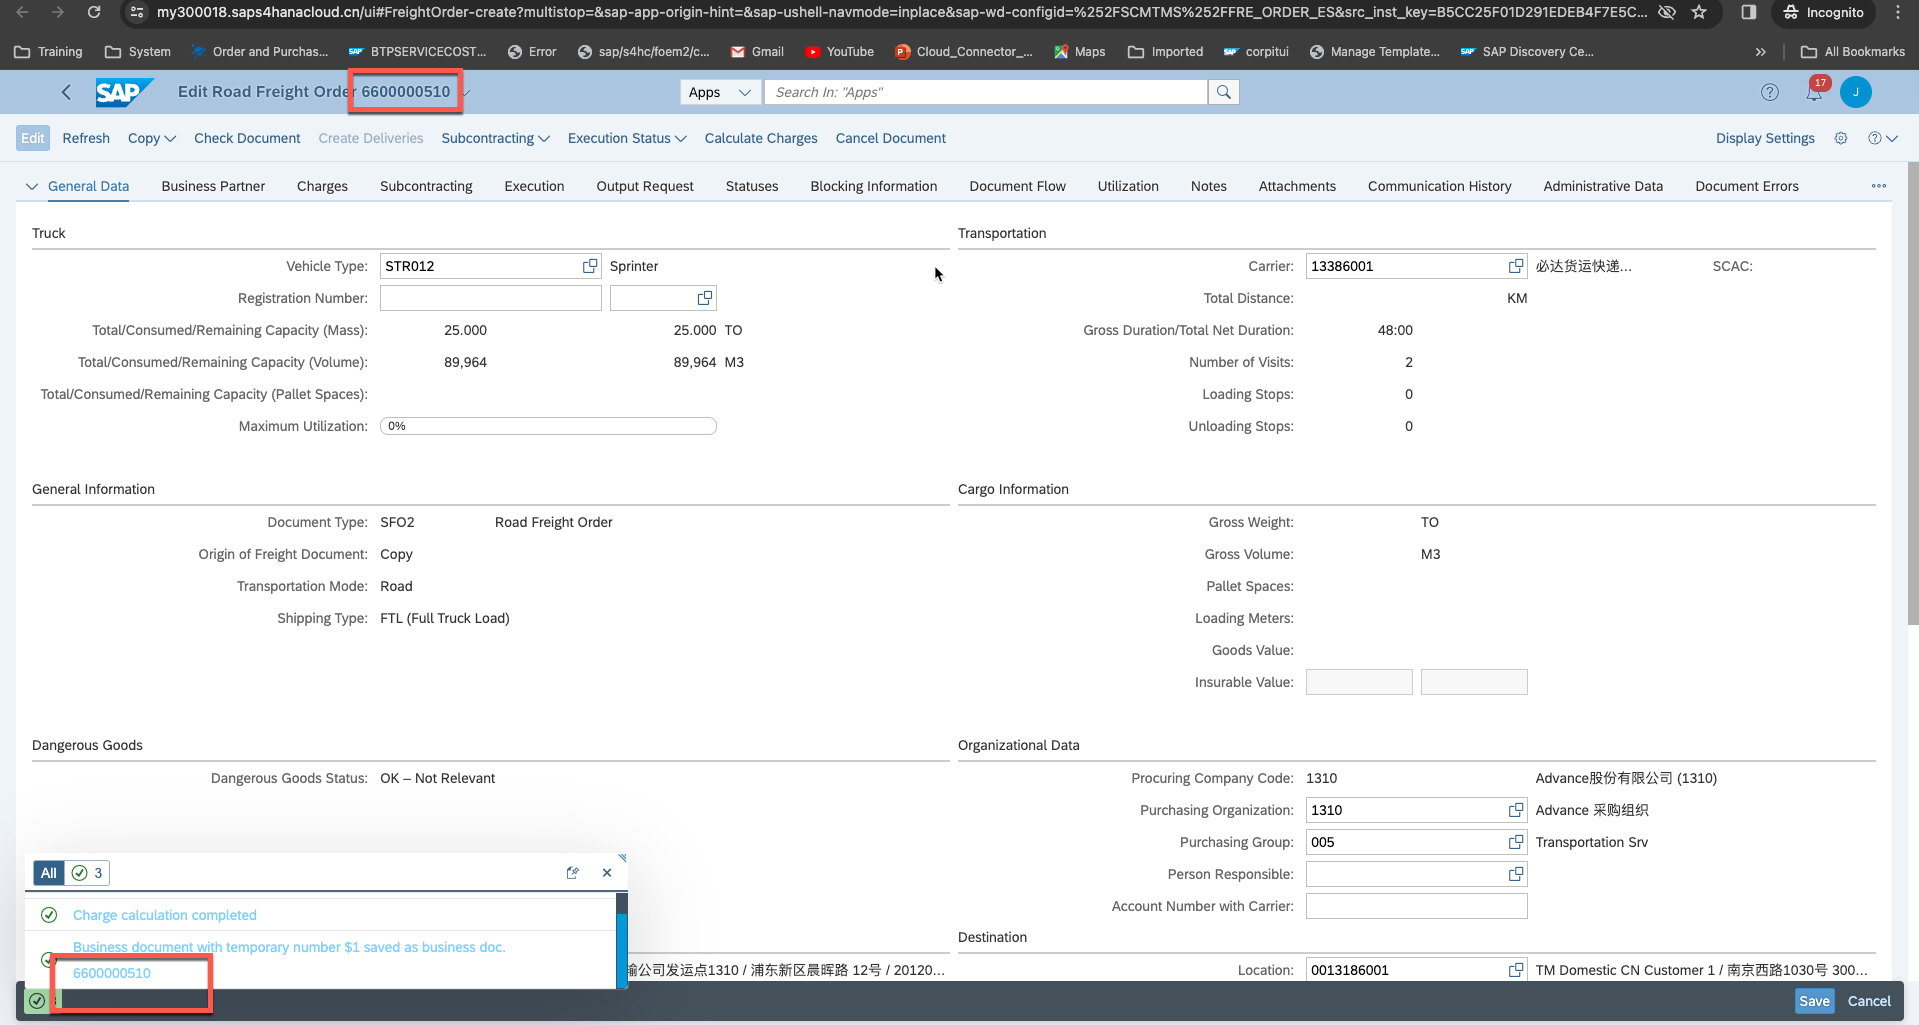 my300018.saps4hanacloud.cn/ui#FreightOrder-create?multistop=&sap-app-origin-hint=&sap-ushell-navmode=inplace&sap-wd-configid=%252FSCMTMS%252FFRE_ORDER_ES&src_inst_key=B5CC25F01D291EDEB4F7E5C... Incognito
Training System Order and Purchas... BTPSERVICECOST... Error sap/s4hc/foem2/c... Gmail YouTube Cloud_Connector_... Maps Imported corpitui Manage Template... SAP Discovery Ce... » All Bookmarks
SAP Edit Road Freight Order 6600000510 Apps Search In: "Apps" 17 J
Edit Refresh Copy Check Document Create Deliveries Subcontracting Execution Status Calculate Charges Cancel Document Display Settings
General Data Business Partner Charges Subcontracting Execution Output Request Statuses Blocking Information Document Flow Utilization Notes Attachments Communication History Administrative Data Document Errors
Truck Transportation
Vehicle Type: STR012 Sprinter Carrier: 13386001 必达货运快递... SCAC:
Registration Number: Total Distance: KM
Total/Consumed/Remaining Capacity (Mass): 25.000 25.000 TO Gross Duration/Total Net Duration: 48:00
Total/Consumed/Remaining Capacity (Volume): 89,964 89,964 M3 Number of Visits: 2
Total/Consumed/Remaining Capacity (Pallet Spaces): Loading Stops: 0
Maximum Utilization: 0% Unloading Stops: 0
General Information Cargo Information
Document Type: SFO2 Road Freight Order Gross Weight: TO
Origin of Freight Document: Copy Gross Volume: M3
Transportation Mode: Road Pallet Spaces:
Shipping Type: FTL (Full Truck Load) Loading Meters:
Goods Value:
Insurable Value:
Dangerous Goods Organizational Data
Dangerous Goods Status: OK – Not Relevant Procuring Company Code: 1310 Advance股份有限公司 (1310)
Purchasing Organization: 1310 Advance 采购组织
Purchasing Group: 005 Transportation Srv
All 3 Person Responsible:
Charge calculation completed Account Number with Carrier:
Business document with temporary number $1 saved as business doc. Destination
6600000510 输公司发运点1310 / 浦东新区晨晖路 12号 / 20120... Location: 0013186001 TM Domestic CN Customer 1 / 南京西路1030号 300...
Save Cancel